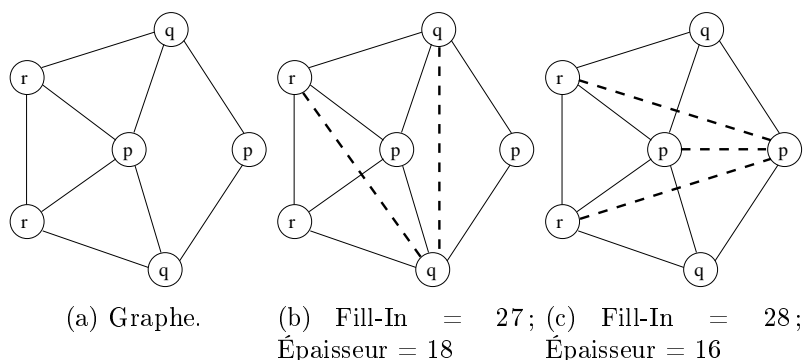 q
r
p
p
r
q
q
r
p
p
r
q
q
r
p
p
r
q
(a) Graphe.
(b) Fill-In = 27;
Épaisseur = 18
(c) Fill-In = 28;
Épaisseur = 16